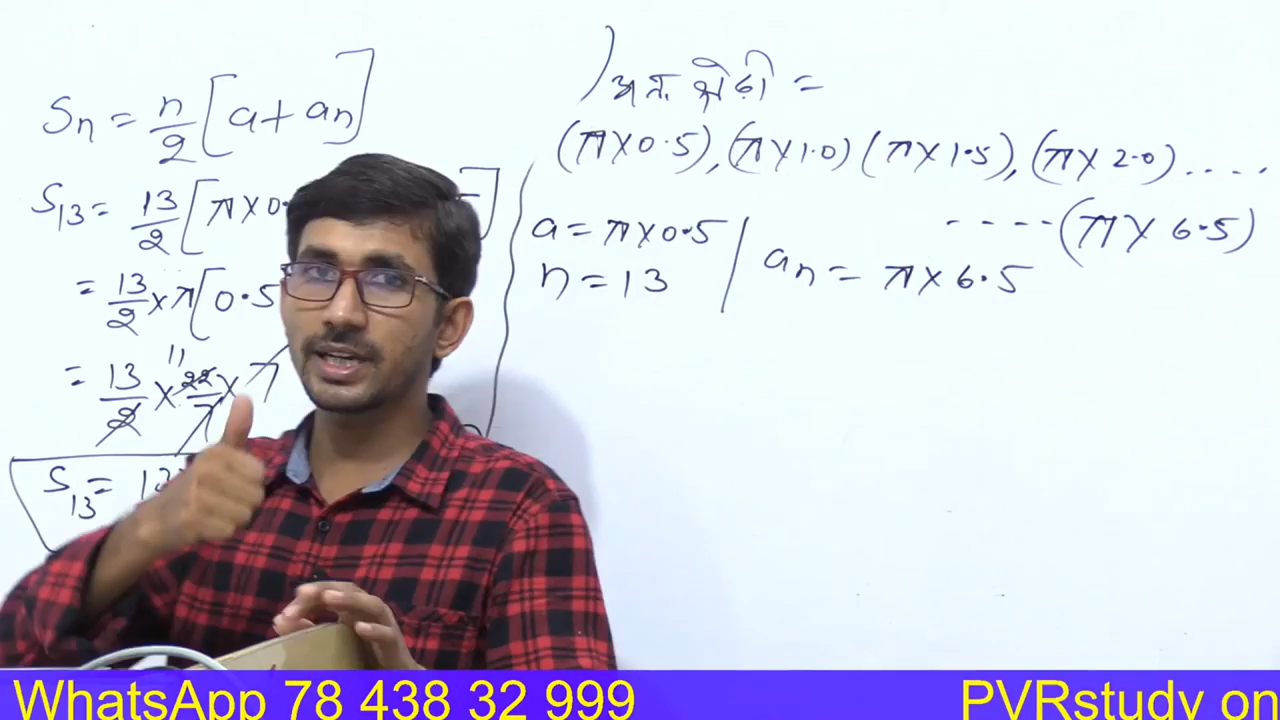 Sn = n/2 [a + an]
S13 = 13/2 [π×0.
= 13/2 × π [0.5
= 13/2 × 22/7 × 7
11
S13 =
=
(π×0.5), (π×1.0) (π×1.5), (π×2.0) ....
---- (π×6.5)
a = π×0.5
n = 13
an = π×6.5
WhatsApp 78 438 32 999
PVRstudy on